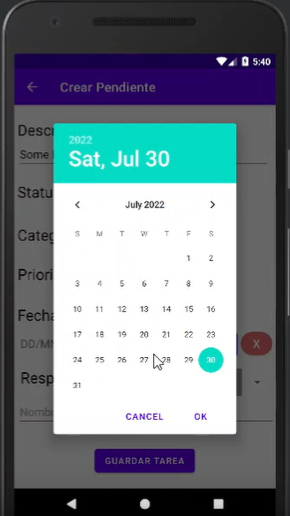 5:40
Crear Pendiente
Descr
Some
2022
Sat, Jul 30
Statu
July 2022
S M T W T F S
Categ
1 2
Priori
3 4 5 6 7 8 9
Fecha
10 11 12 13 14 15 16
17 18 19 20 21 22 23
DD/MM
X
24 25 26 27 28 29 30
Resp
31
Nomb
CANCEL OK
GUARDAR TAREA